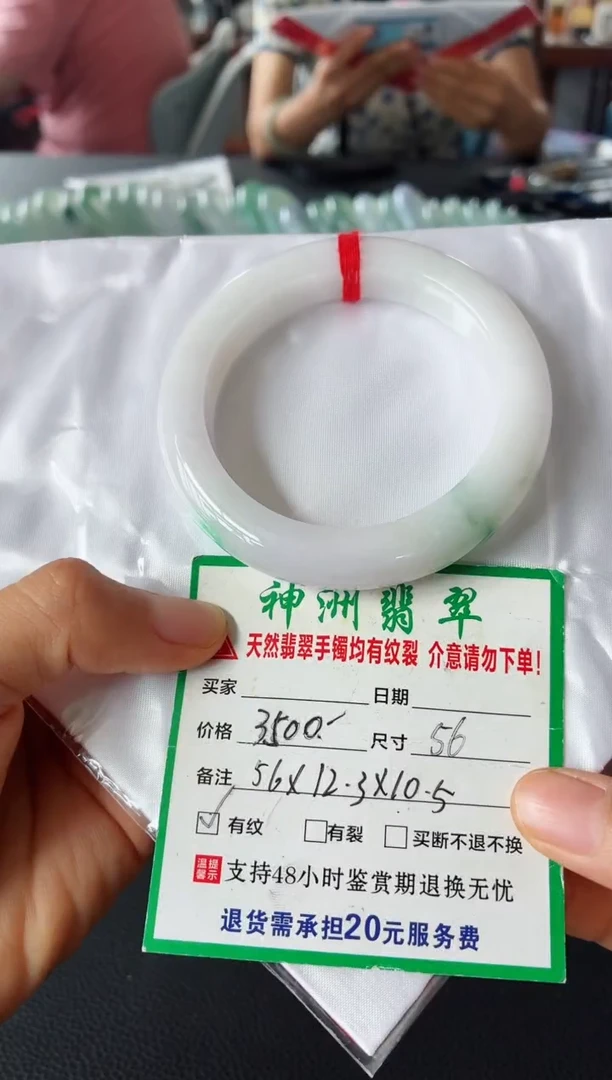 神洲翡翠
天然翡翠手镯均有纹裂 介意请勿下单!
买家 日期
价格 3500.- 尺寸 56
备注 56X12.3X10.5
有纹 有裂 买断不退不换
温馨提示 支持48小时鉴赏期退换无忧
退货需承担20元服务费